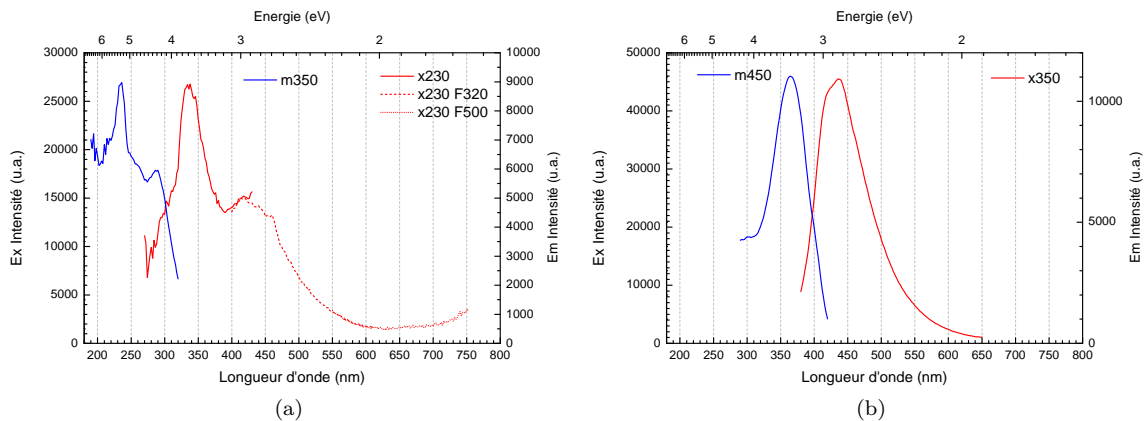 Energie (eV)
6 5 4 3 2
30000
25000
20000
15000
10000
5000
0
Ex Intensité (u.a.)
m350
x230
x230 F320
x230 F500
10000
9000
8000
7000
6000
5000
4000
3000
2000
1000
0
Em Intensité (u.a.)
200 250 300 350 400 450 500 550 600 650 700 750 800
Longueur d'onde (nm)
(a)
Energie (eV)
6 5 4 3 2
50000
40000
30000
20000
10000
0
Ex Intensité (u.a.)
m450
x350
10000
5000
0
Em Intensité (u.a.)
200 250 300 350 400 450 500 550 600 650 700 750 800
Longueur d'onde (nm)
(b)